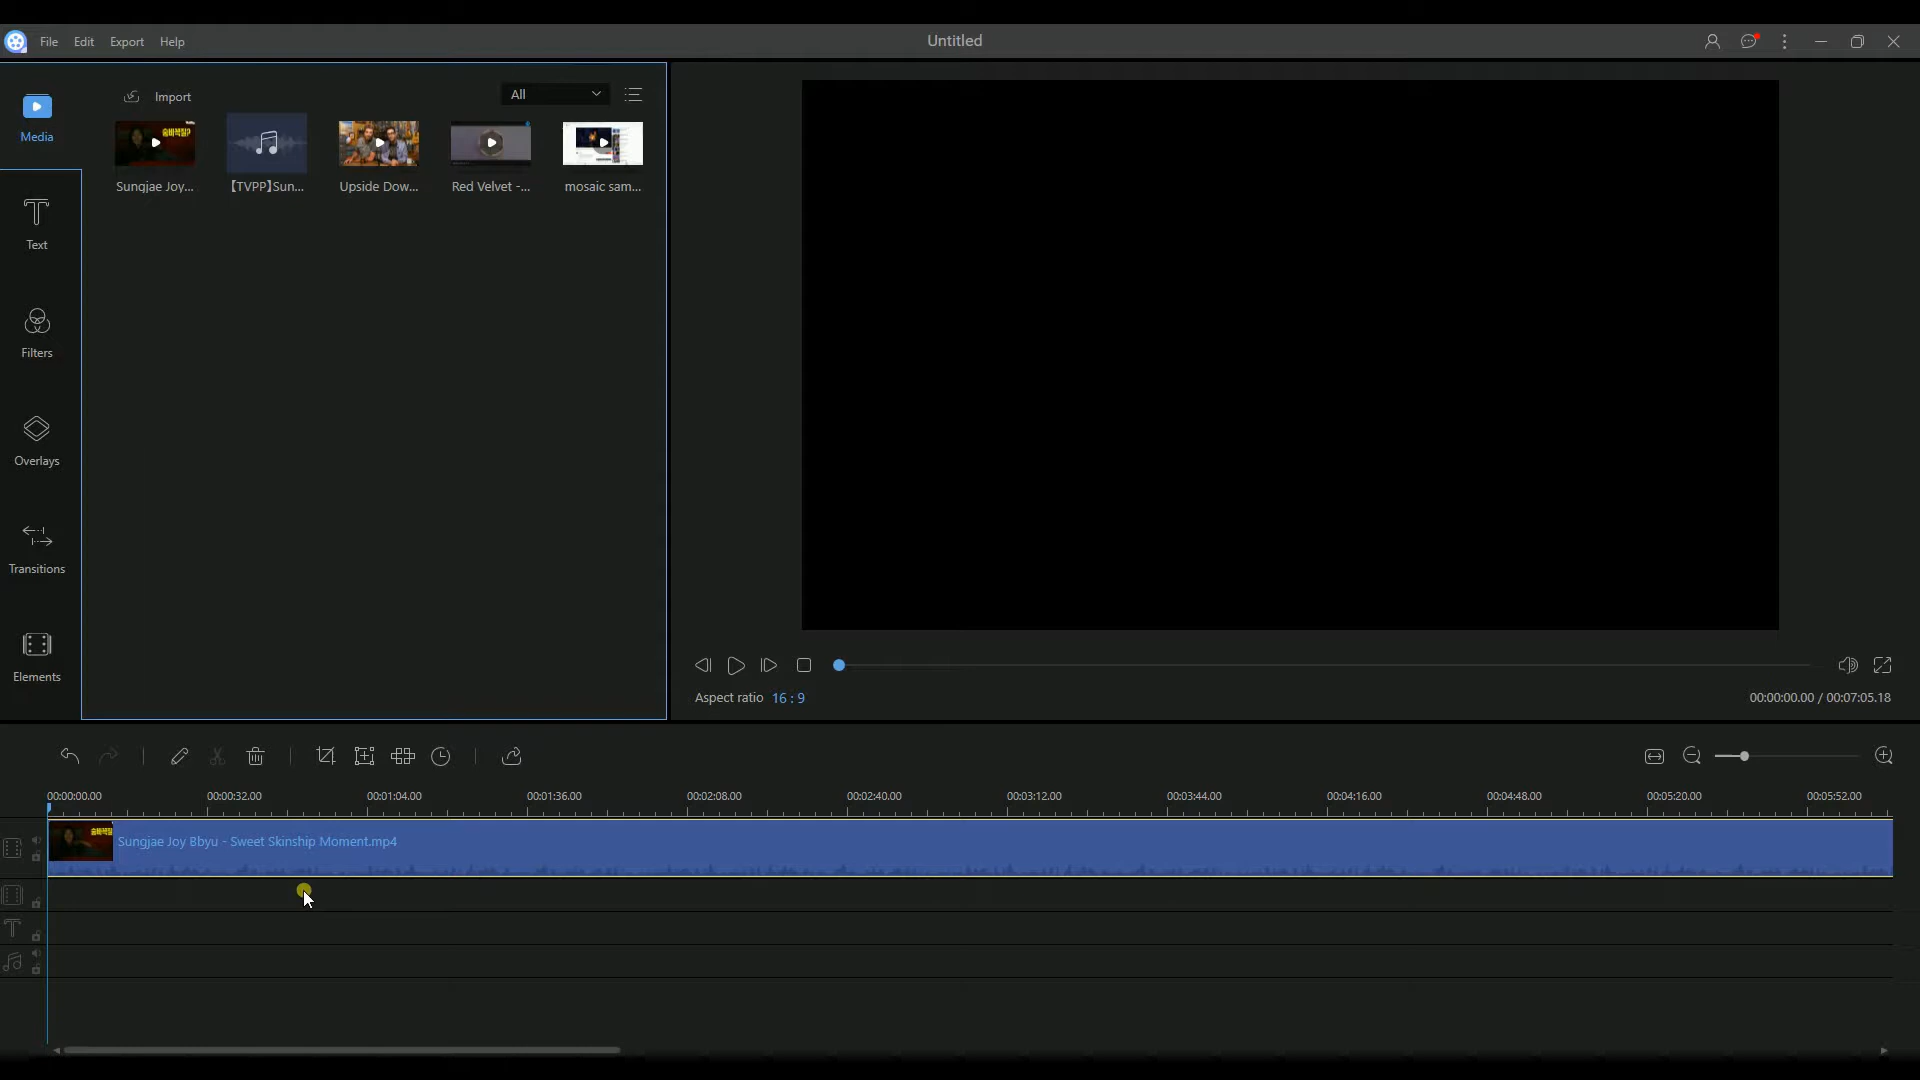 File Edit Export Help
Untitled
Media
Import
All
숨바꼭질?
Sungjae Joy...
【TVPP】Sun...
Upside Dow...
Red Velvet -...
mosaic sam...
Text
Filters
Overlays
Transitions
Elements
Aspect ratio 16 : 9
00:00:00.00 / 00:07:05.18
00:00:00.00 00:00:32.00 00:01:04.00 00:01:36.00 00:02:08.00 00:02:40.00 00:03:12.00 00:03:44.00 00:04:16.00 00:04:48.00 00:05:20.00 00:05:52.00
Sungjae Joy Bbyu - Sweet Skinship Moment.mp4